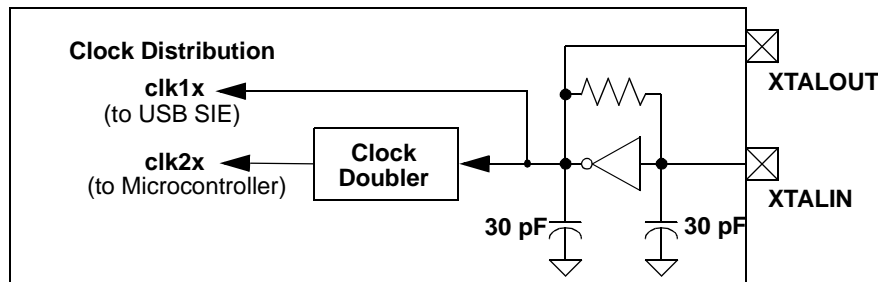 Clock Distribution
clk1x
(to USB SIE)
clk2x
(to Microcontroller)
Clock
Doubler
XTALOUT
XTALIN
30 pF
30 pF